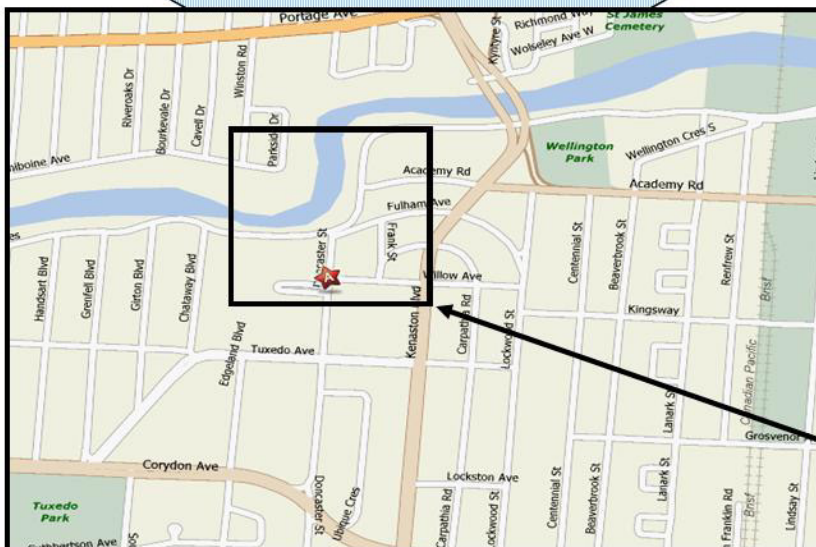 Portage Ave
Richmond Way
St James
Cemetery
Kyntyre St
Wolseley Ave W
Winston Rd
Riveroaks Dr
Bourkevale Dr
Cavell Dr
Parkside Dr
Wellington
Park
Wellington Cres S
Academy Rd
Academy Rd
Fulham Ave
Frank St
A
Willow Ave
Handsart Blvd
Grenfell Blvd
Girton Blvd
Chataway Blvd
Edgeland Blvd
Tuxedo Ave
Kenaston Blvd
Carpathia Rd
Lockwood St
Centennial St
Beaverbrook St
Renfrew St
Kingsway
Lanark St
Canadian Pacific
Brisf
Grosvenor
Corydon Ave
Lockston Ave
Tuxedo
Park
Doncaster St
Ubique Cres
Carpathia Rd
Lockwood St
Centennial St
Beaverbrook St
Lanark St
Franklin Rd
Brisf
Lindsay St